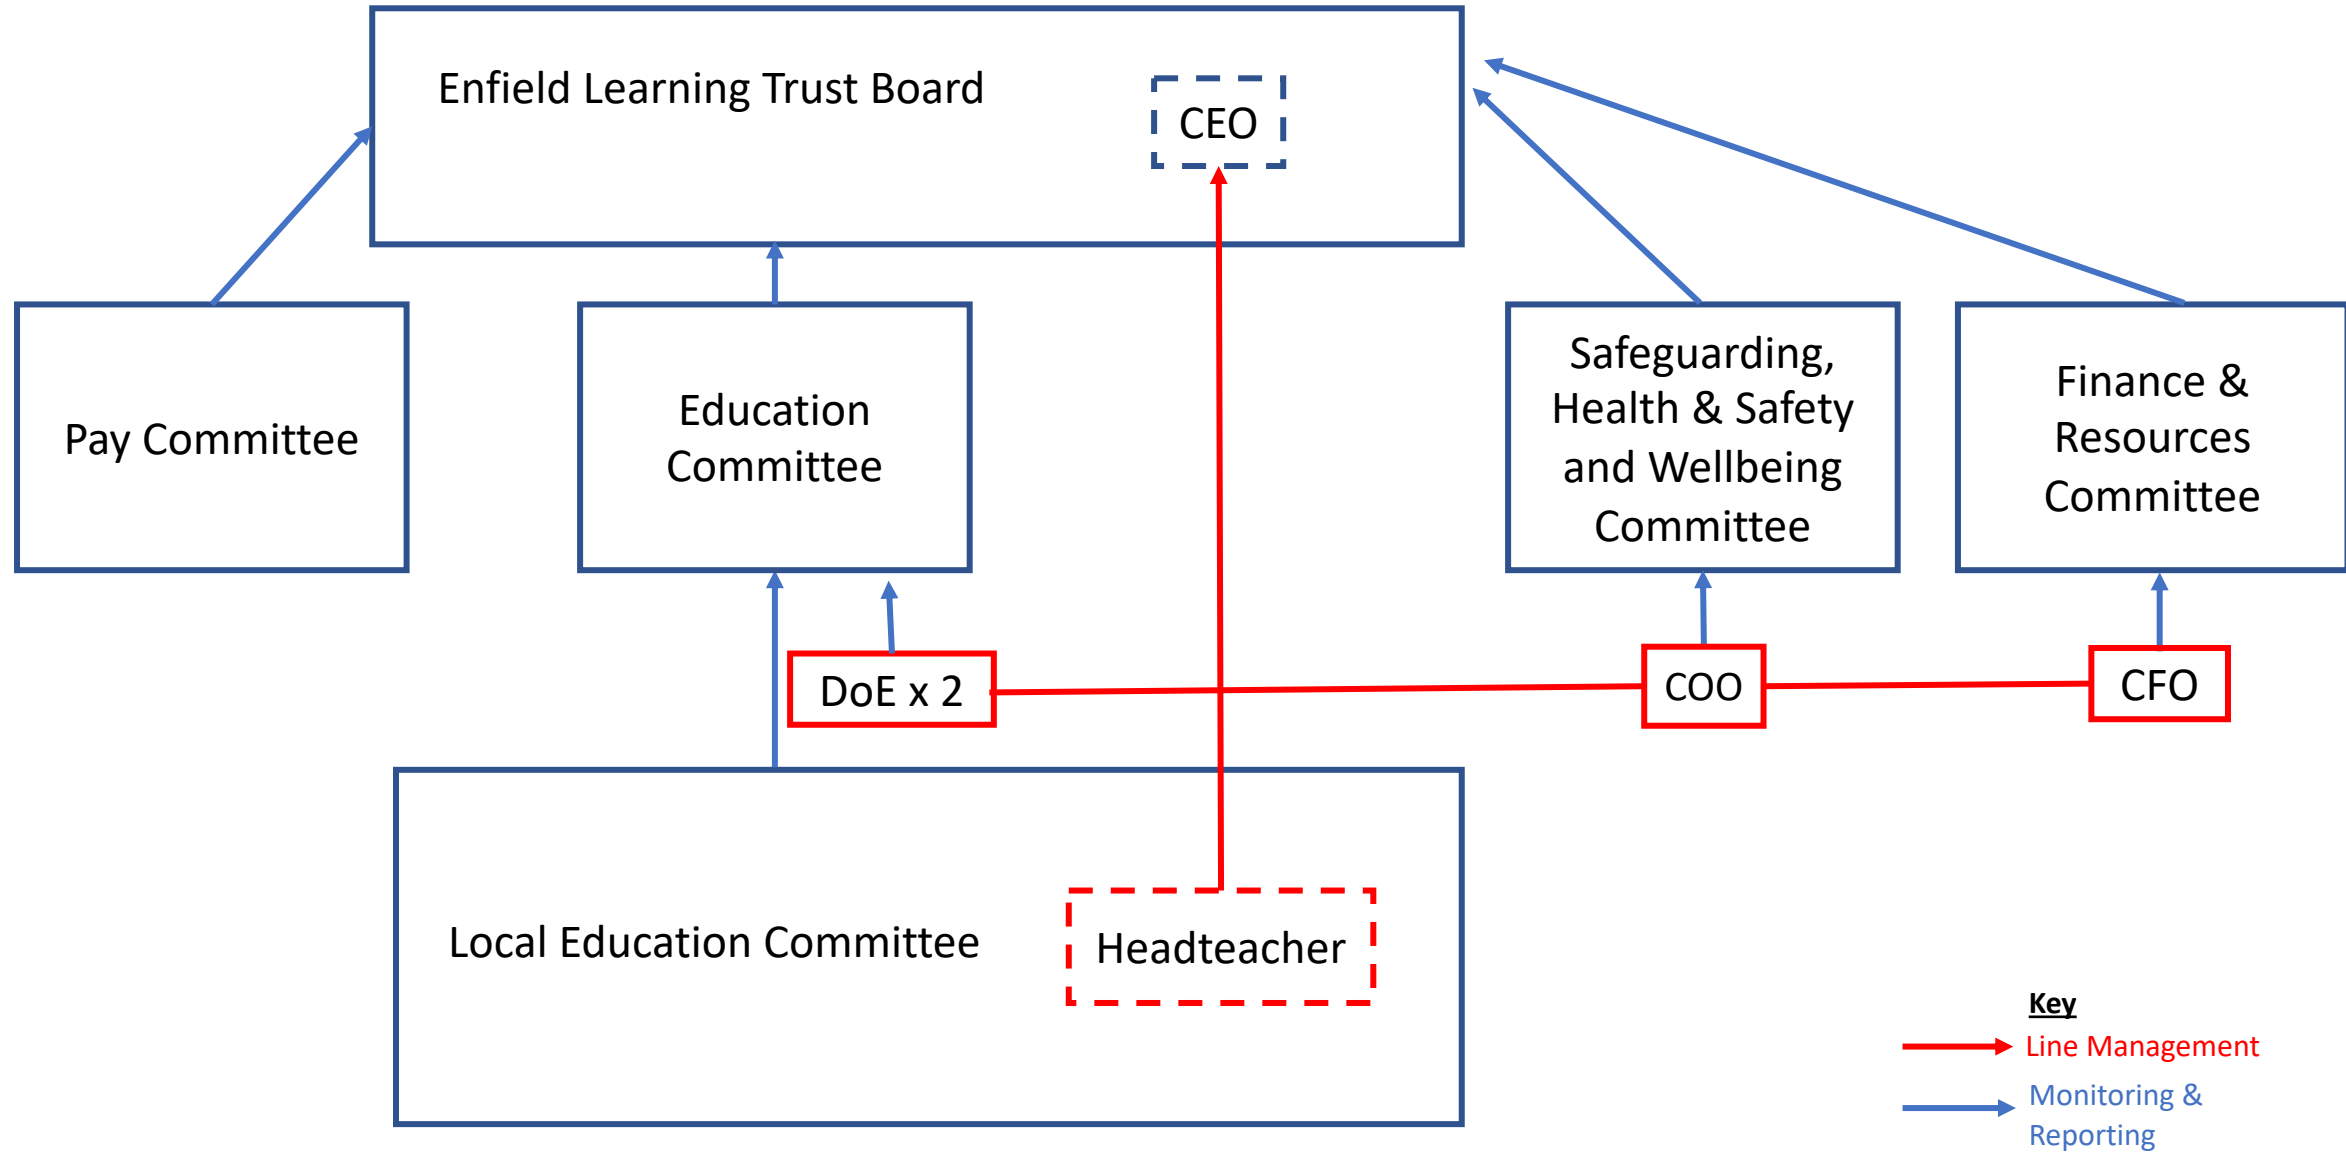 Enfield Learning Trust Board
CEO
Pay Committee
Education
Committee
Safeguarding,
Health & Safety
and Wellbeing
Committee
Finance &
Resources
Committee
DoE x 2
COO
CFO
Local Education Committee
Headteacher
Key
Line Management
Monitoring &
Reporting